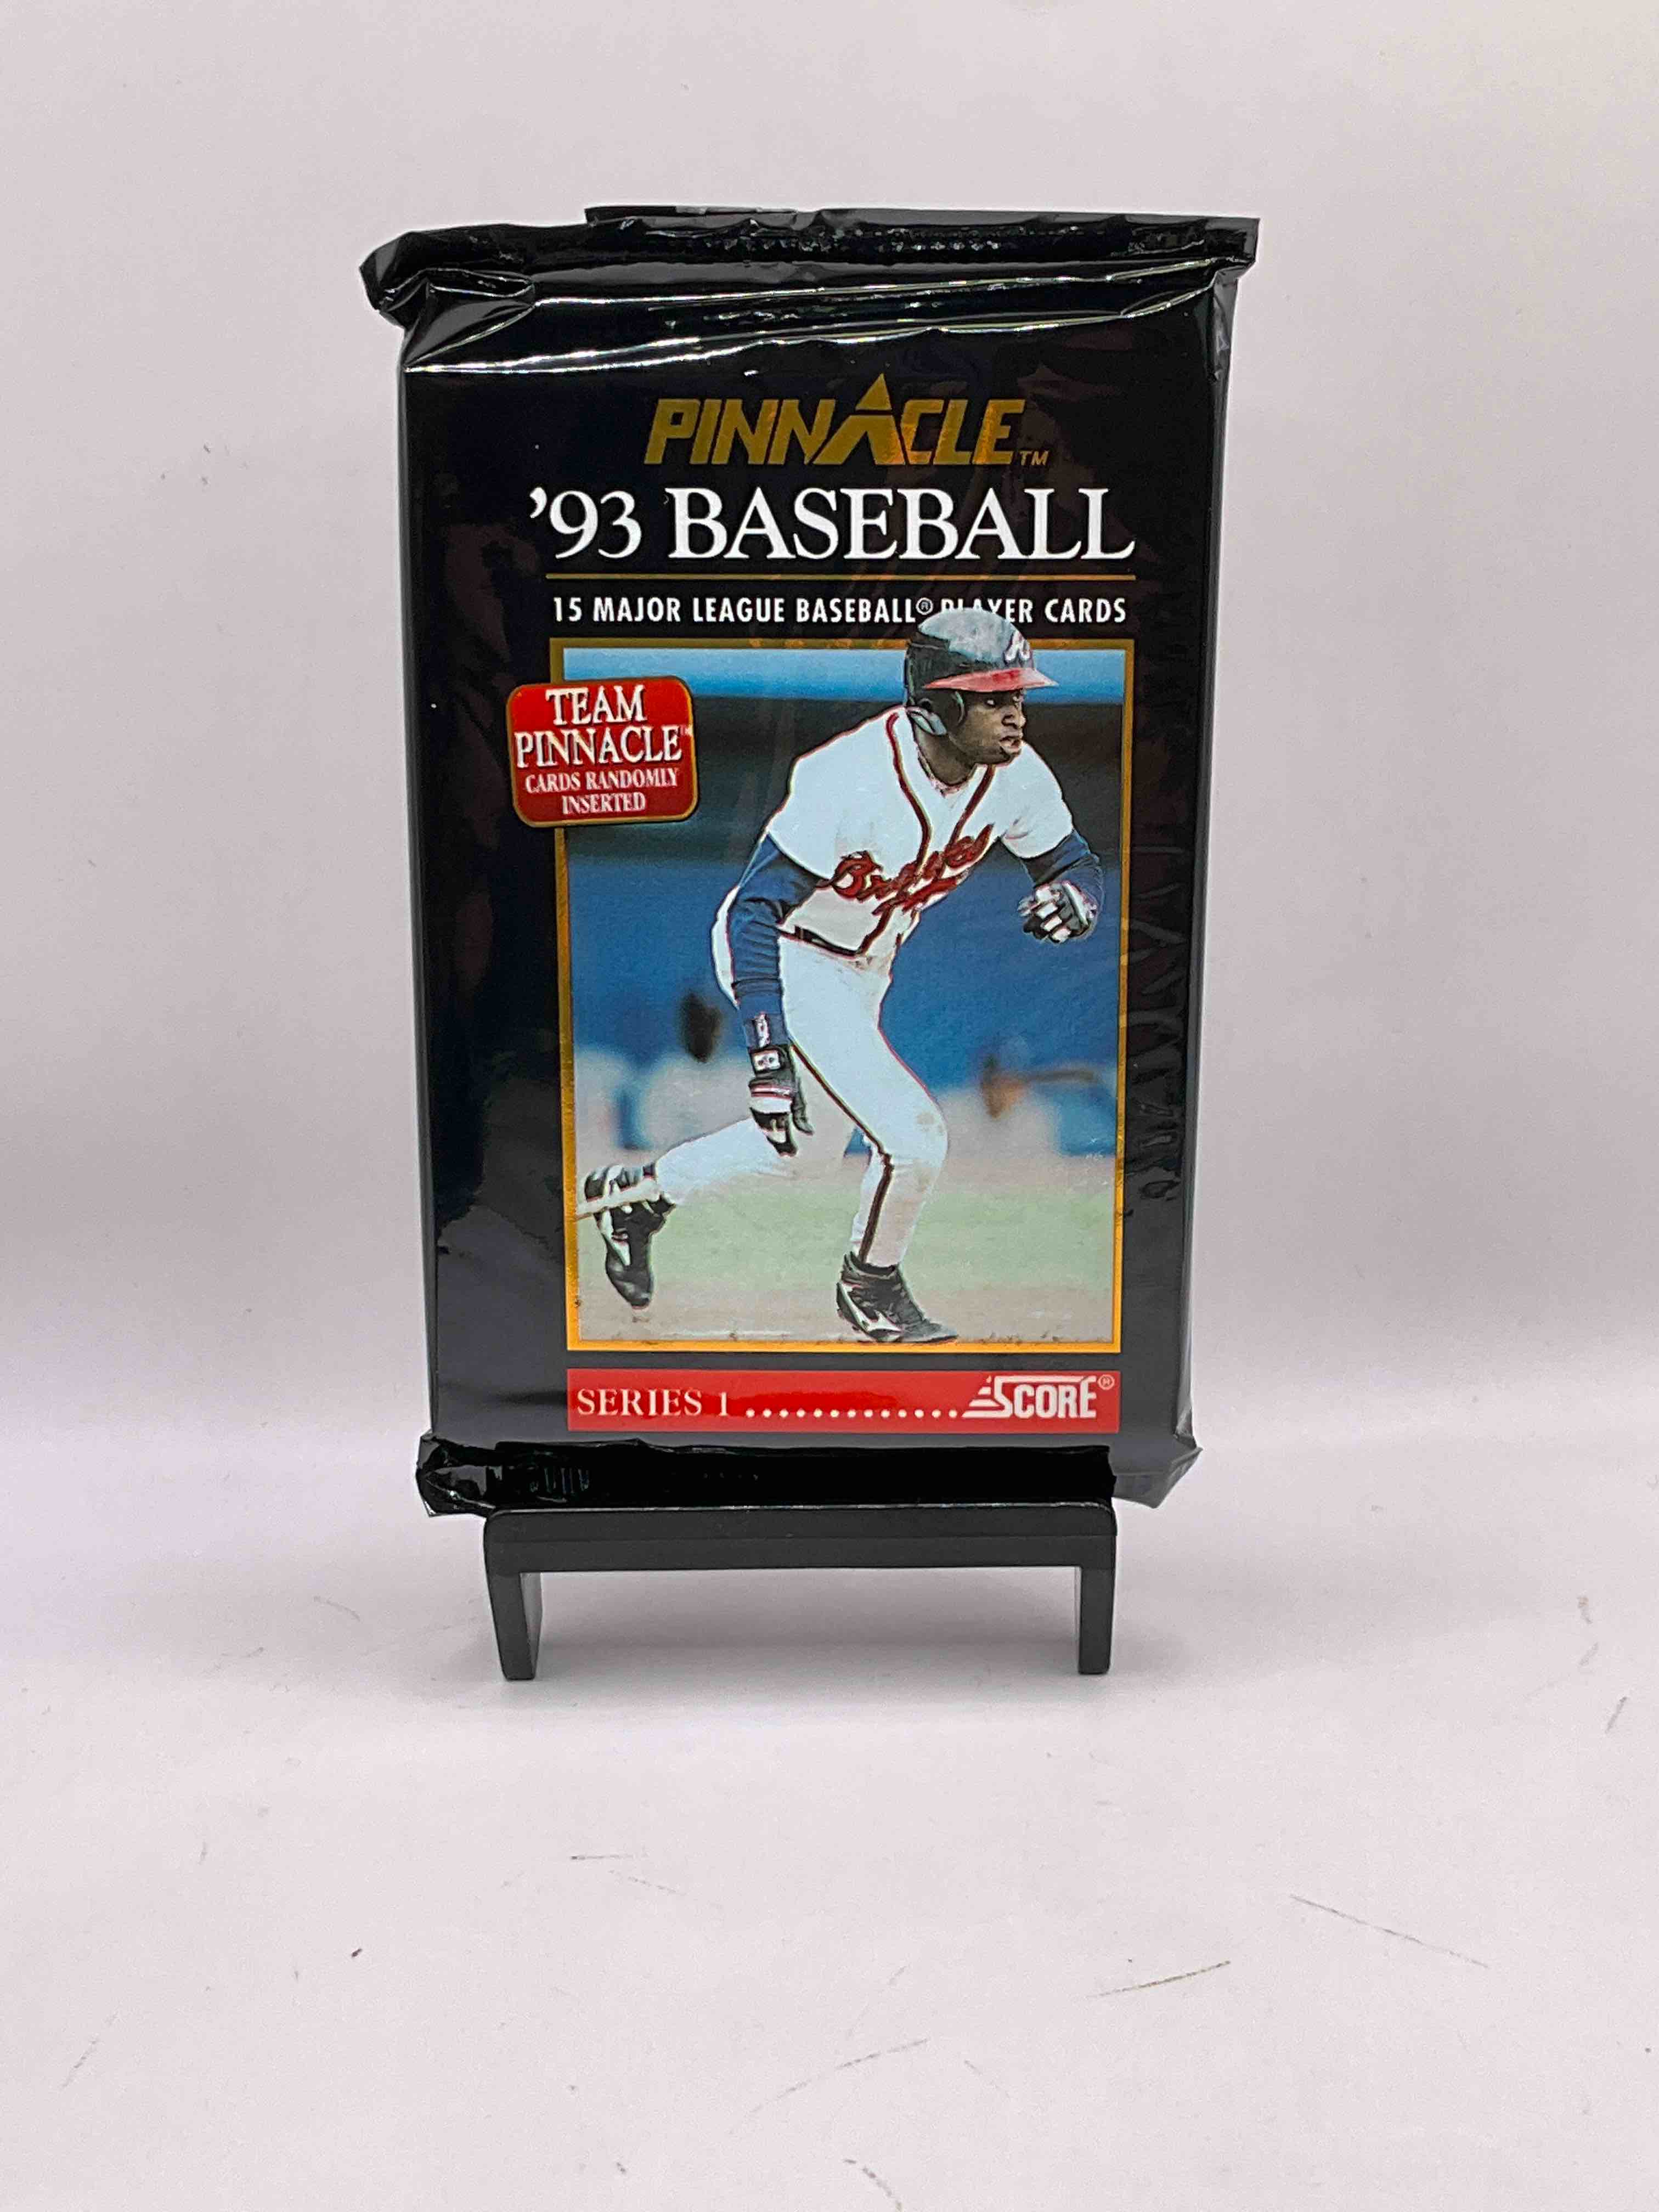 PINNACLE™
'93 BASEBALL
15 MAJOR LEAGUE BASEBALL® PLAYER CARDS
TEAM
PINNACLE™
CARDS RANDOMLY
INSERTED
A
Braves
SERIES 1 ............. SCORE®